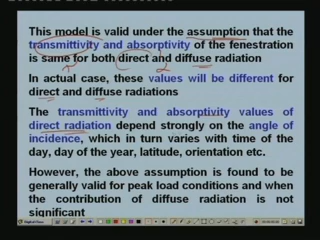 This model is valid under the assumption that the
transmittivity and absorptivity of the fenestration
is same for both direct and diffuse radiation
In actual case, these values will be different for
direct and diffuse radiations
The transmittivity and absorptivity values of
direct radiation depend strongly on the angle of
incidence, which in turn varies with time of the
day, day of the year, latitude, orientation etc.
However, the above assumption is found to be
generally valid for peak load conditions and when
the contribution of diffuse radiation is not
significant